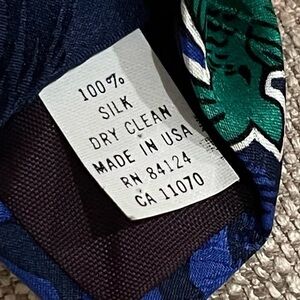 100% 
SILK
DRY CLEAN
MADE IN USA
RN 84124
CA 11070